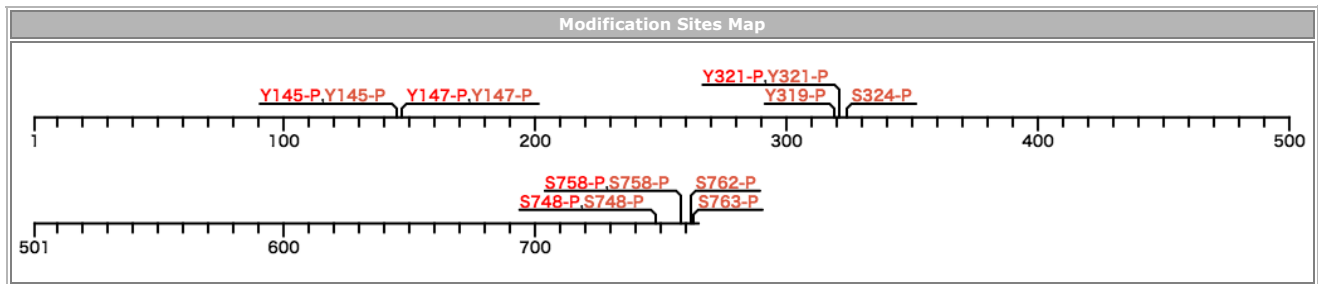 Modification Sites Map
Y321-P,Y321-P
Y145-P,Y145-P Y147-P,Y147-P Y319-P S324-P
1 100 200 300 400 500
S758-P,S758-P S762-P
S748-P,S748-P S763-P
501 600 700